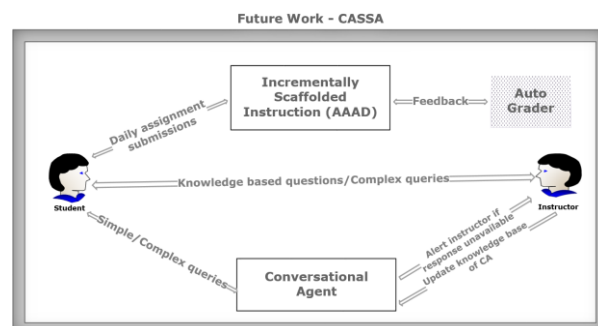 Future Work - CASSA
Incrementally
Scaffolded
Instruction (AAAD)
Feedback
Auto
Grader
Daily assignment
submissions
Knowledge based questions/Complex queries
Student
Instructor
Simple/Complex queries
Alert instructor if
response unavailable
Update knowledge base
of CA
Conversational
Agent